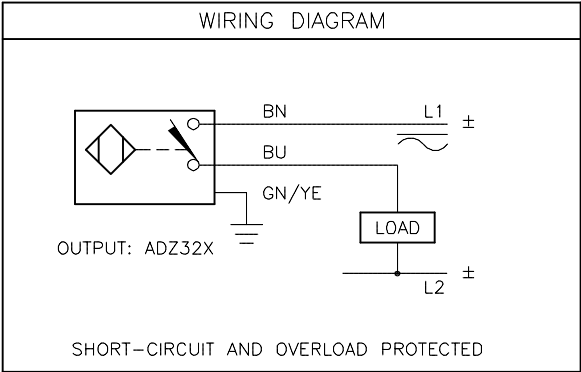 WIRING DIAGRAM
BN L1 ±
BU
GN/YE
LOAD
OUTPUT: ADZ32X
±
L2
SHORT-CIRCUIT AND OVERLOAD PROTECTED